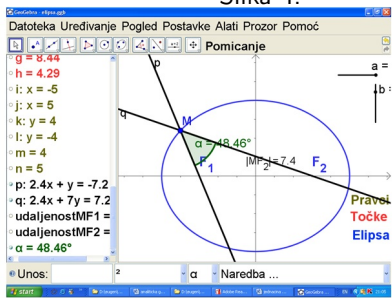 GeoGebra - elipsa.ggb
Datoteka Uređivanje Pogled Postavke Alati Prozor Pomoć
Pomicanje
g = 8.44
h = 4.29
i: x = -5
j: x = 5
k: y = 4
l: y = -4
m = 4
n = 5
p: 2.4x + y = -7.2
q: 2.4x + 7y = 7.2
udaljenostMF1 =
udaljenostMF2 =
α = 48.46°
p
q
M
α = 48.46°
F1
|MF2| = 7.4
F2
a =
b =
Pravci
Točke
Elipsa
Unos:
²
α
Naredba ...
start